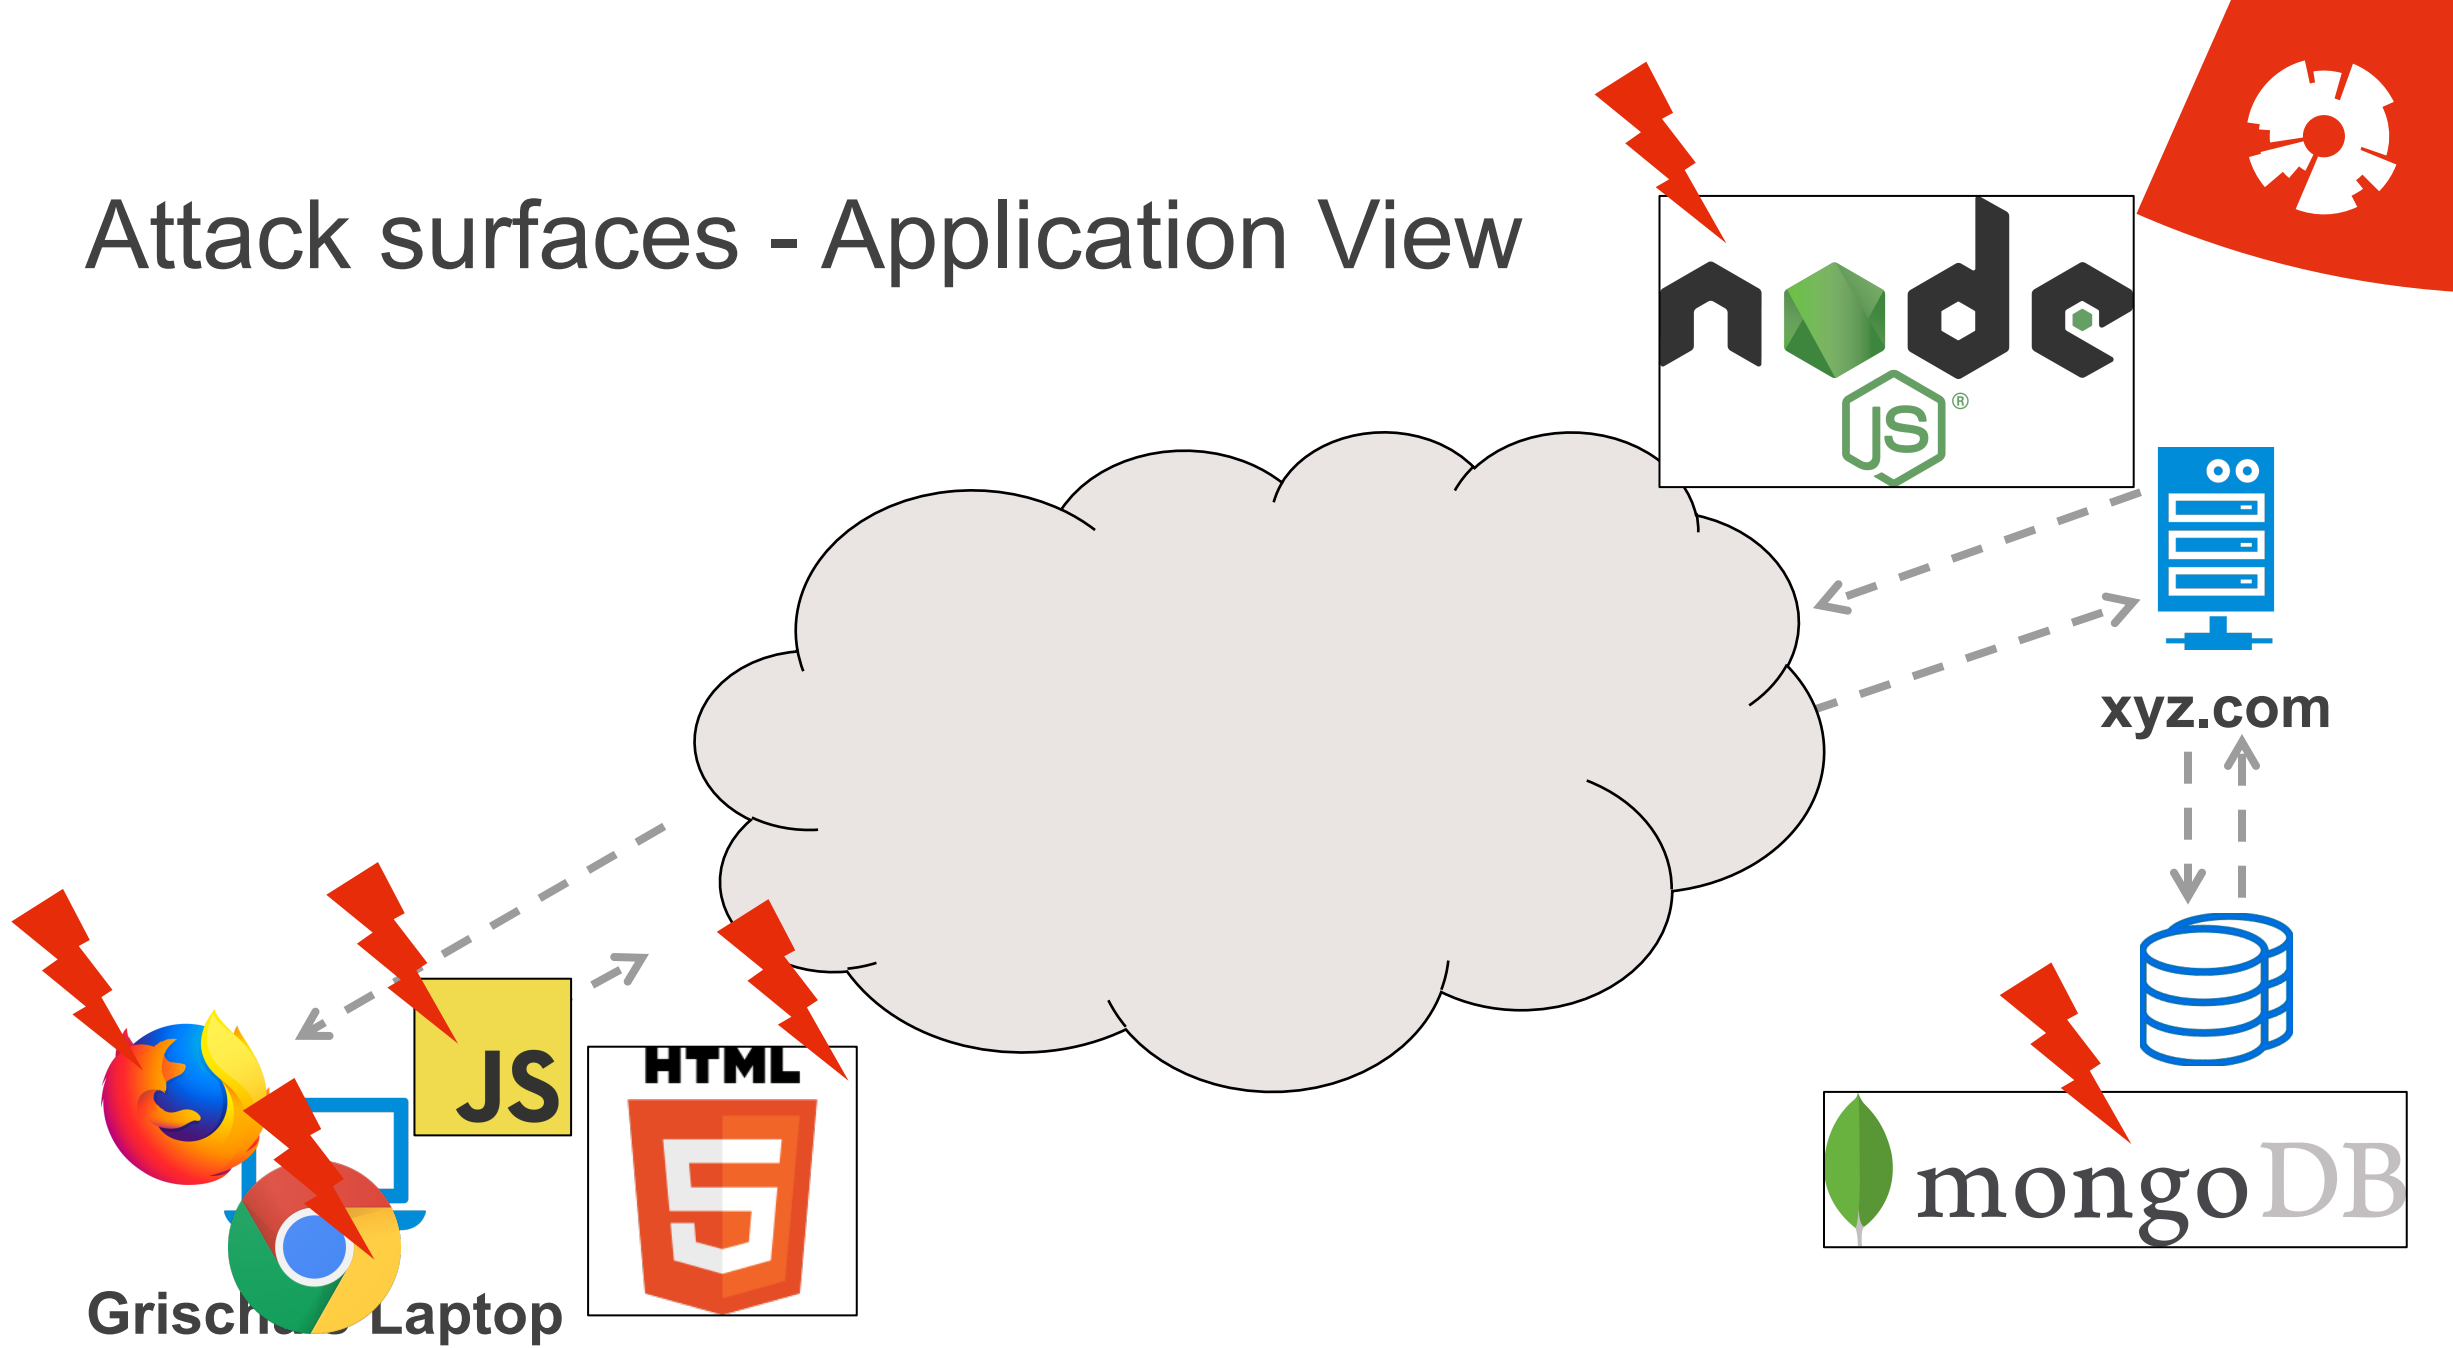 Attack surfaces - Application View
node
JS®
xyz.com
JS
HTML
5
mongoDB
Laptop